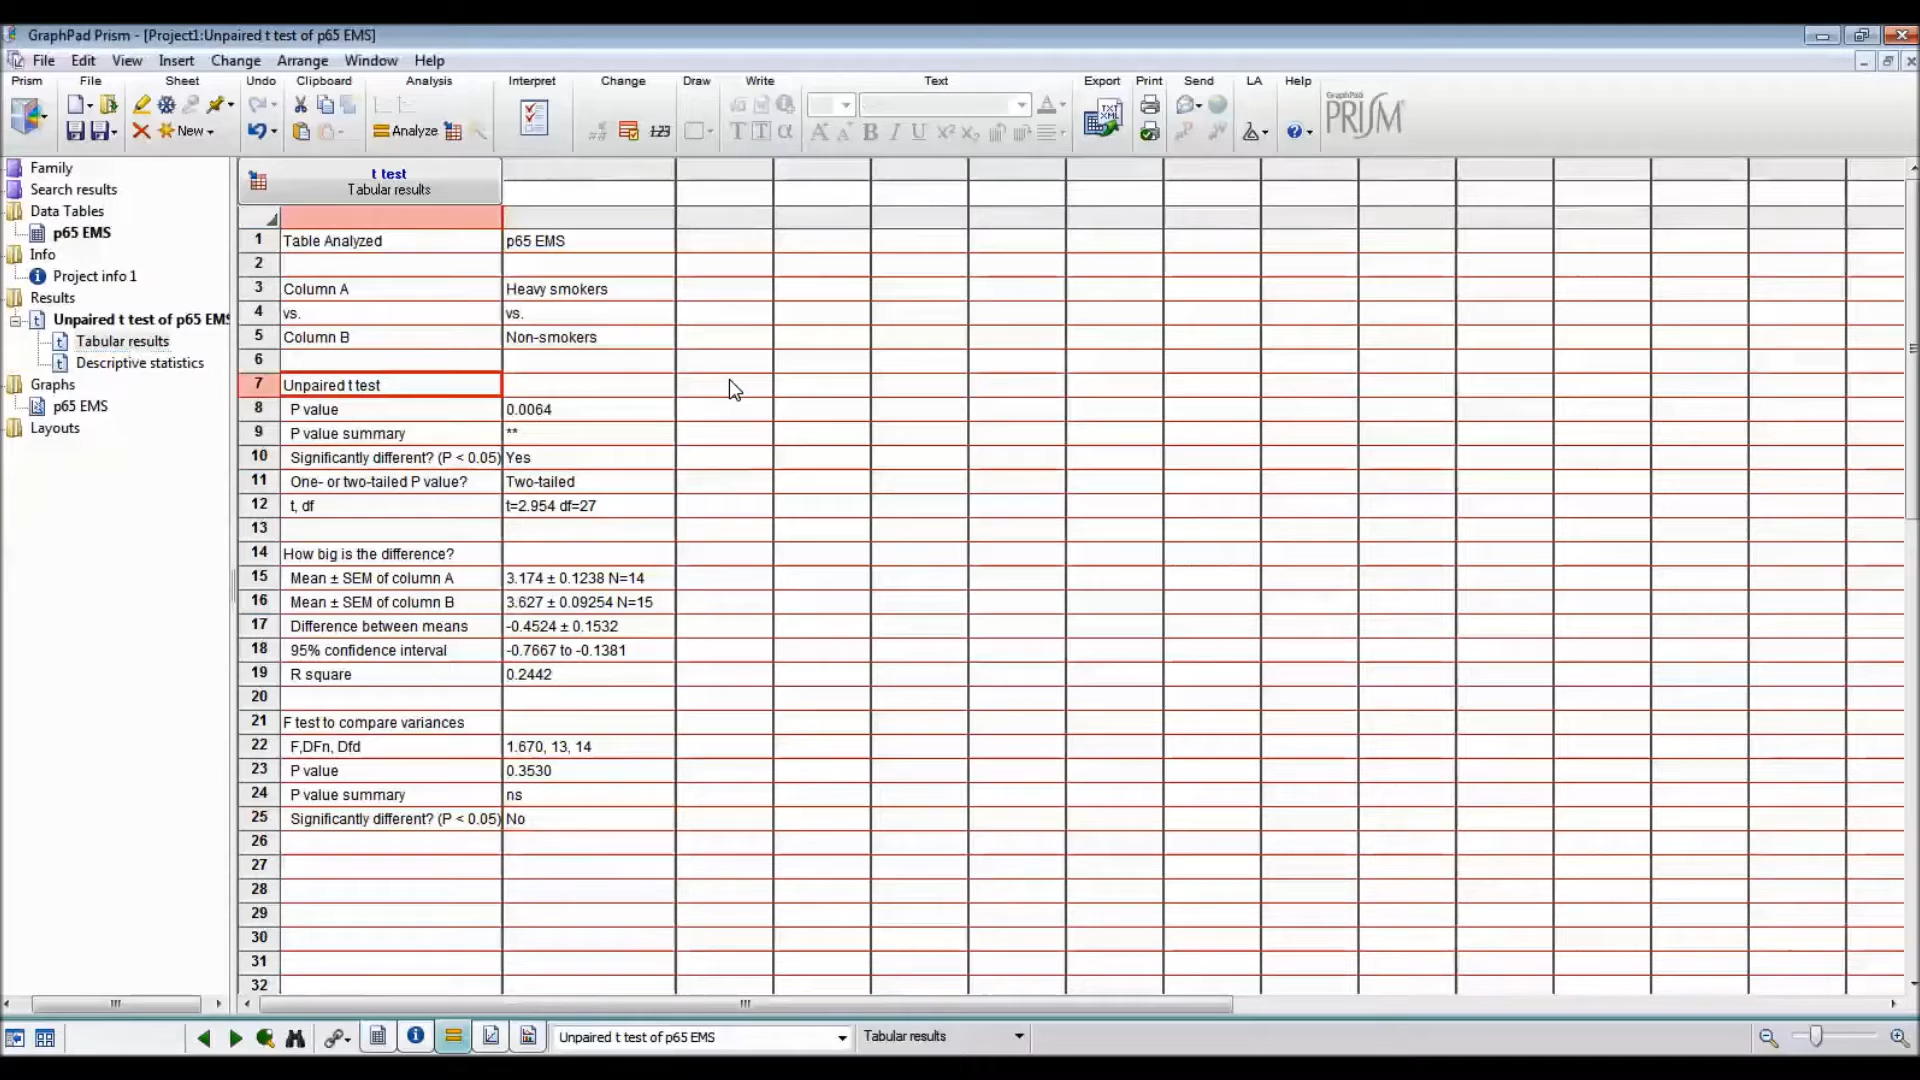 GraphPad Prism - [Project1:Unpaired t test of p65 EMS]
File Edit View Insert Change Arrange Window Help
Prism File Sheet Undo Clipboard Analysis Interpret Change Draw Write Text Export Print Send LA Help
New
Analyze
GraphPad
PRISM
Family
Search results
Data Tables
p65 EMS
Info
Project info 1
Results
Unpaired t test of p65 EMS
Tabular results
Descriptive statistics
Graphs
p65 EMS
Layouts
t test
Tabular results
1 Table Analyzed p65 EMS
2
3 Column A Heavy smokers
4 vs. vs.
5 Column B Non-smokers
6
7 Unpaired t test
8 P value 0.0064
9 P value summary **
10 Significantly different? (P < 0.05) Yes
11 One- or two-tailed P value? Two-tailed
12 t, df t=2.954 df=27
13
14 How big is the difference?
15 Mean ± SEM of column A 3.174 ± 0.1238 N=14
16 Mean ± SEM of column B 3.627 ± 0.09254 N=15
17 Difference between means -0.4524 ± 0.1532
18 95% confidence interval -0.7667 to -0.1381
19 R square 0.2442
20
21 F test to compare variances
22 F,DFn, Dfd 1.670, 13, 14
23 P value 0.3530
24 P value summary ns
25 Significantly different? (P < 0.05) No
26
27
28
29
30
31
32
Unpaired t test of p65 EMS Tabular results